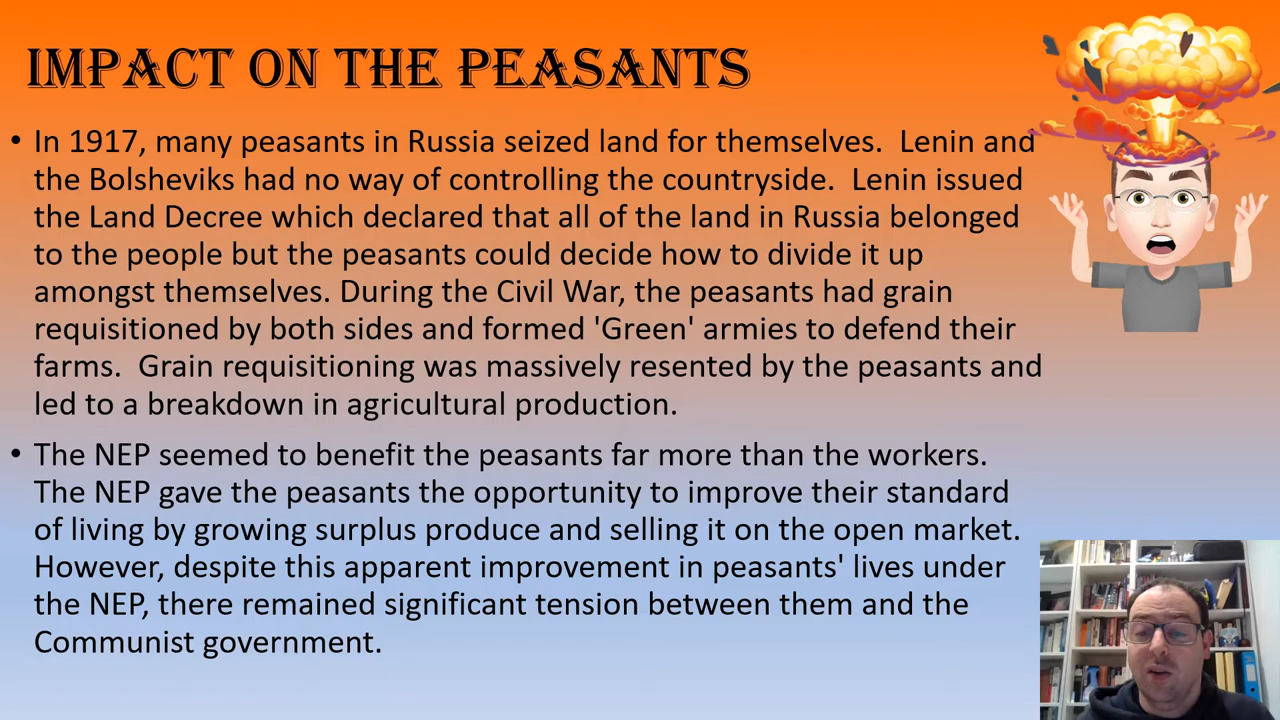 IMPACT ON THE PEASANTS
• In 1917, many peasants in Russia seized land for themselves.  Lenin and
the Bolsheviks had no way of controlling the countryside.  Lenin issued
the Land Decree which declared that all of the land in Russia belonged
to the people but the peasants could decide how to divide it up
amongst themselves. During the Civil War, the peasants had grain
requisitioned by both sides and formed 'Green' armies to defend their
farms.  Grain requisitioning was massively resented by the peasants and
led to a breakdown in agricultural production.
• The NEP seemed to benefit the peasants far more than the workers.
The NEP gave the peasants the opportunity to improve their standard
of living by growing surplus produce and selling it on the open market.
However, despite this apparent improvement in peasants' lives under
the NEP, there remained significant tension between them and the
Communist government.